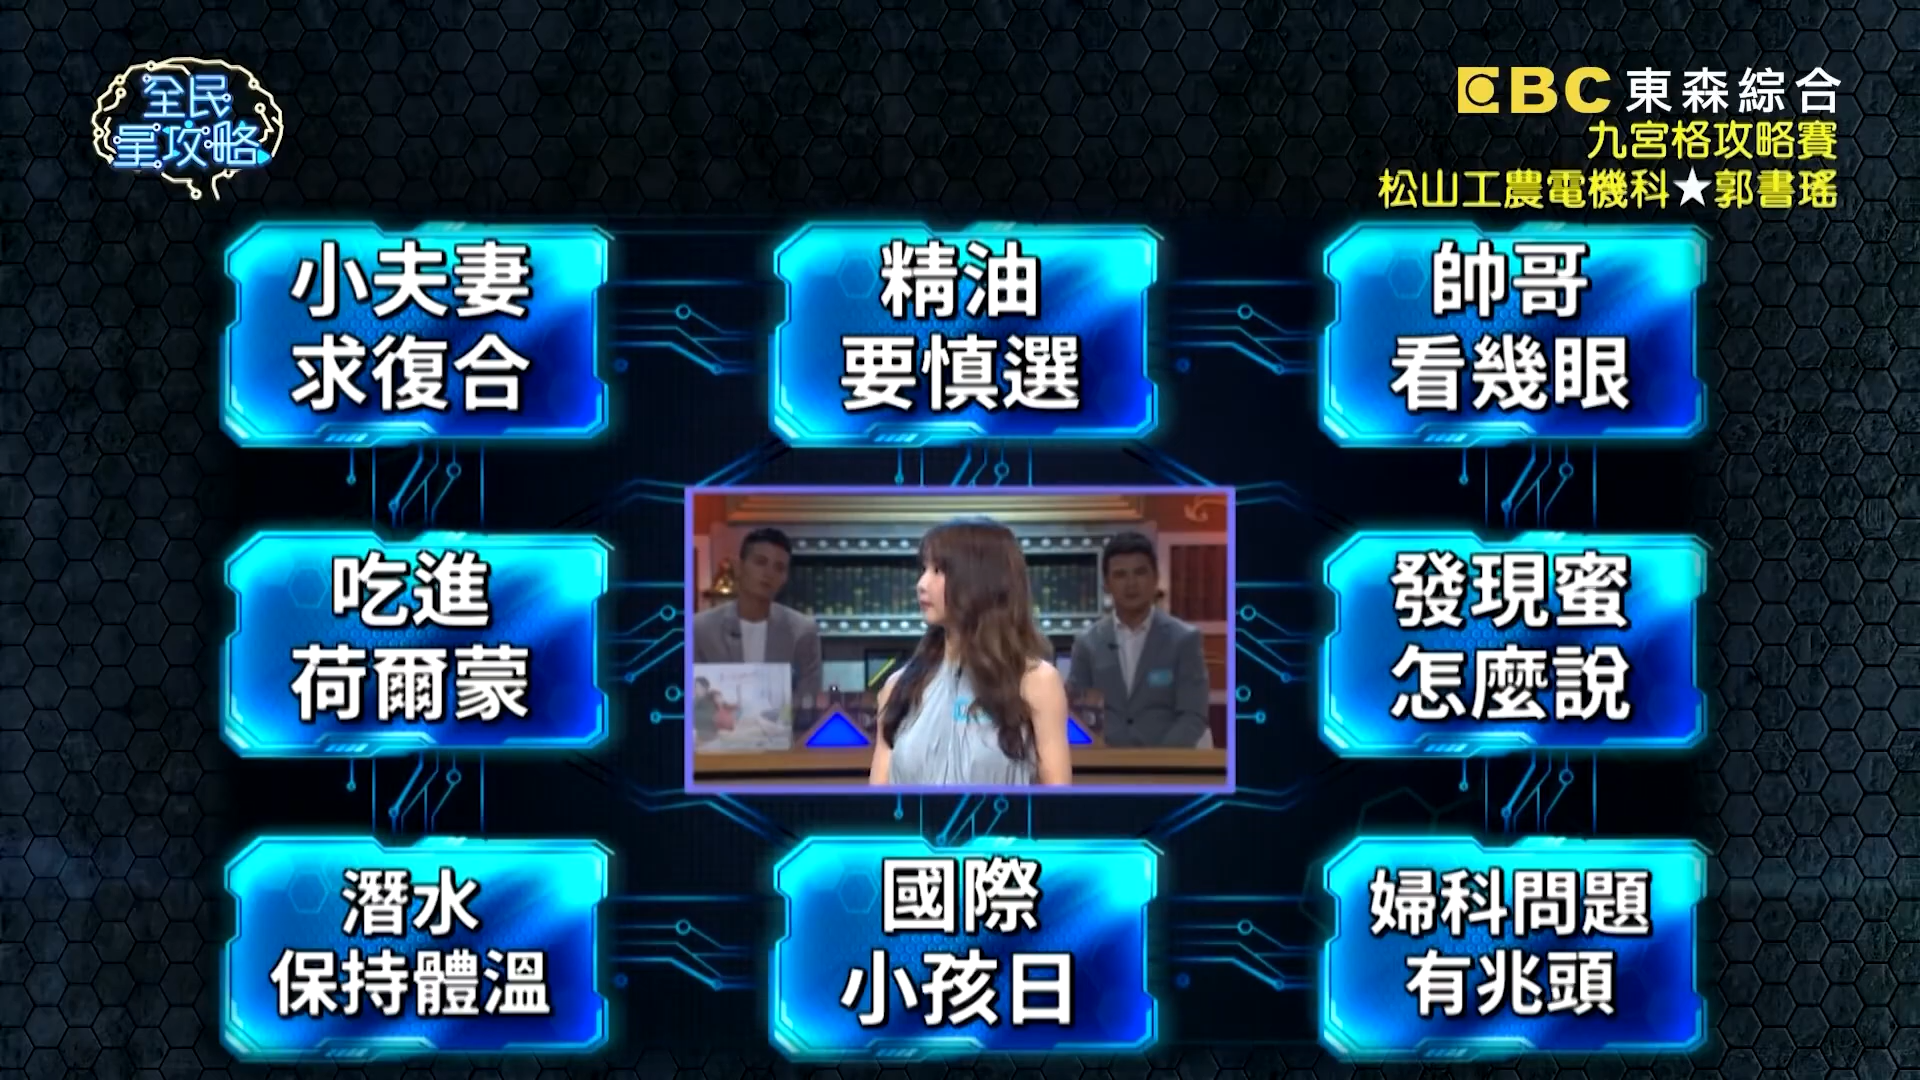 全民
星攻略
EBC 東森綜合
九宮格攻略賽
松山工農電機科★郭書瑤
小夫妻
求復合
精油
要慎選
帥哥
看幾眼
吃進
荷爾蒙
發現蜜
怎麼說
潛水
保持體溫
國際
小孩日
婦科問題
有兆頭